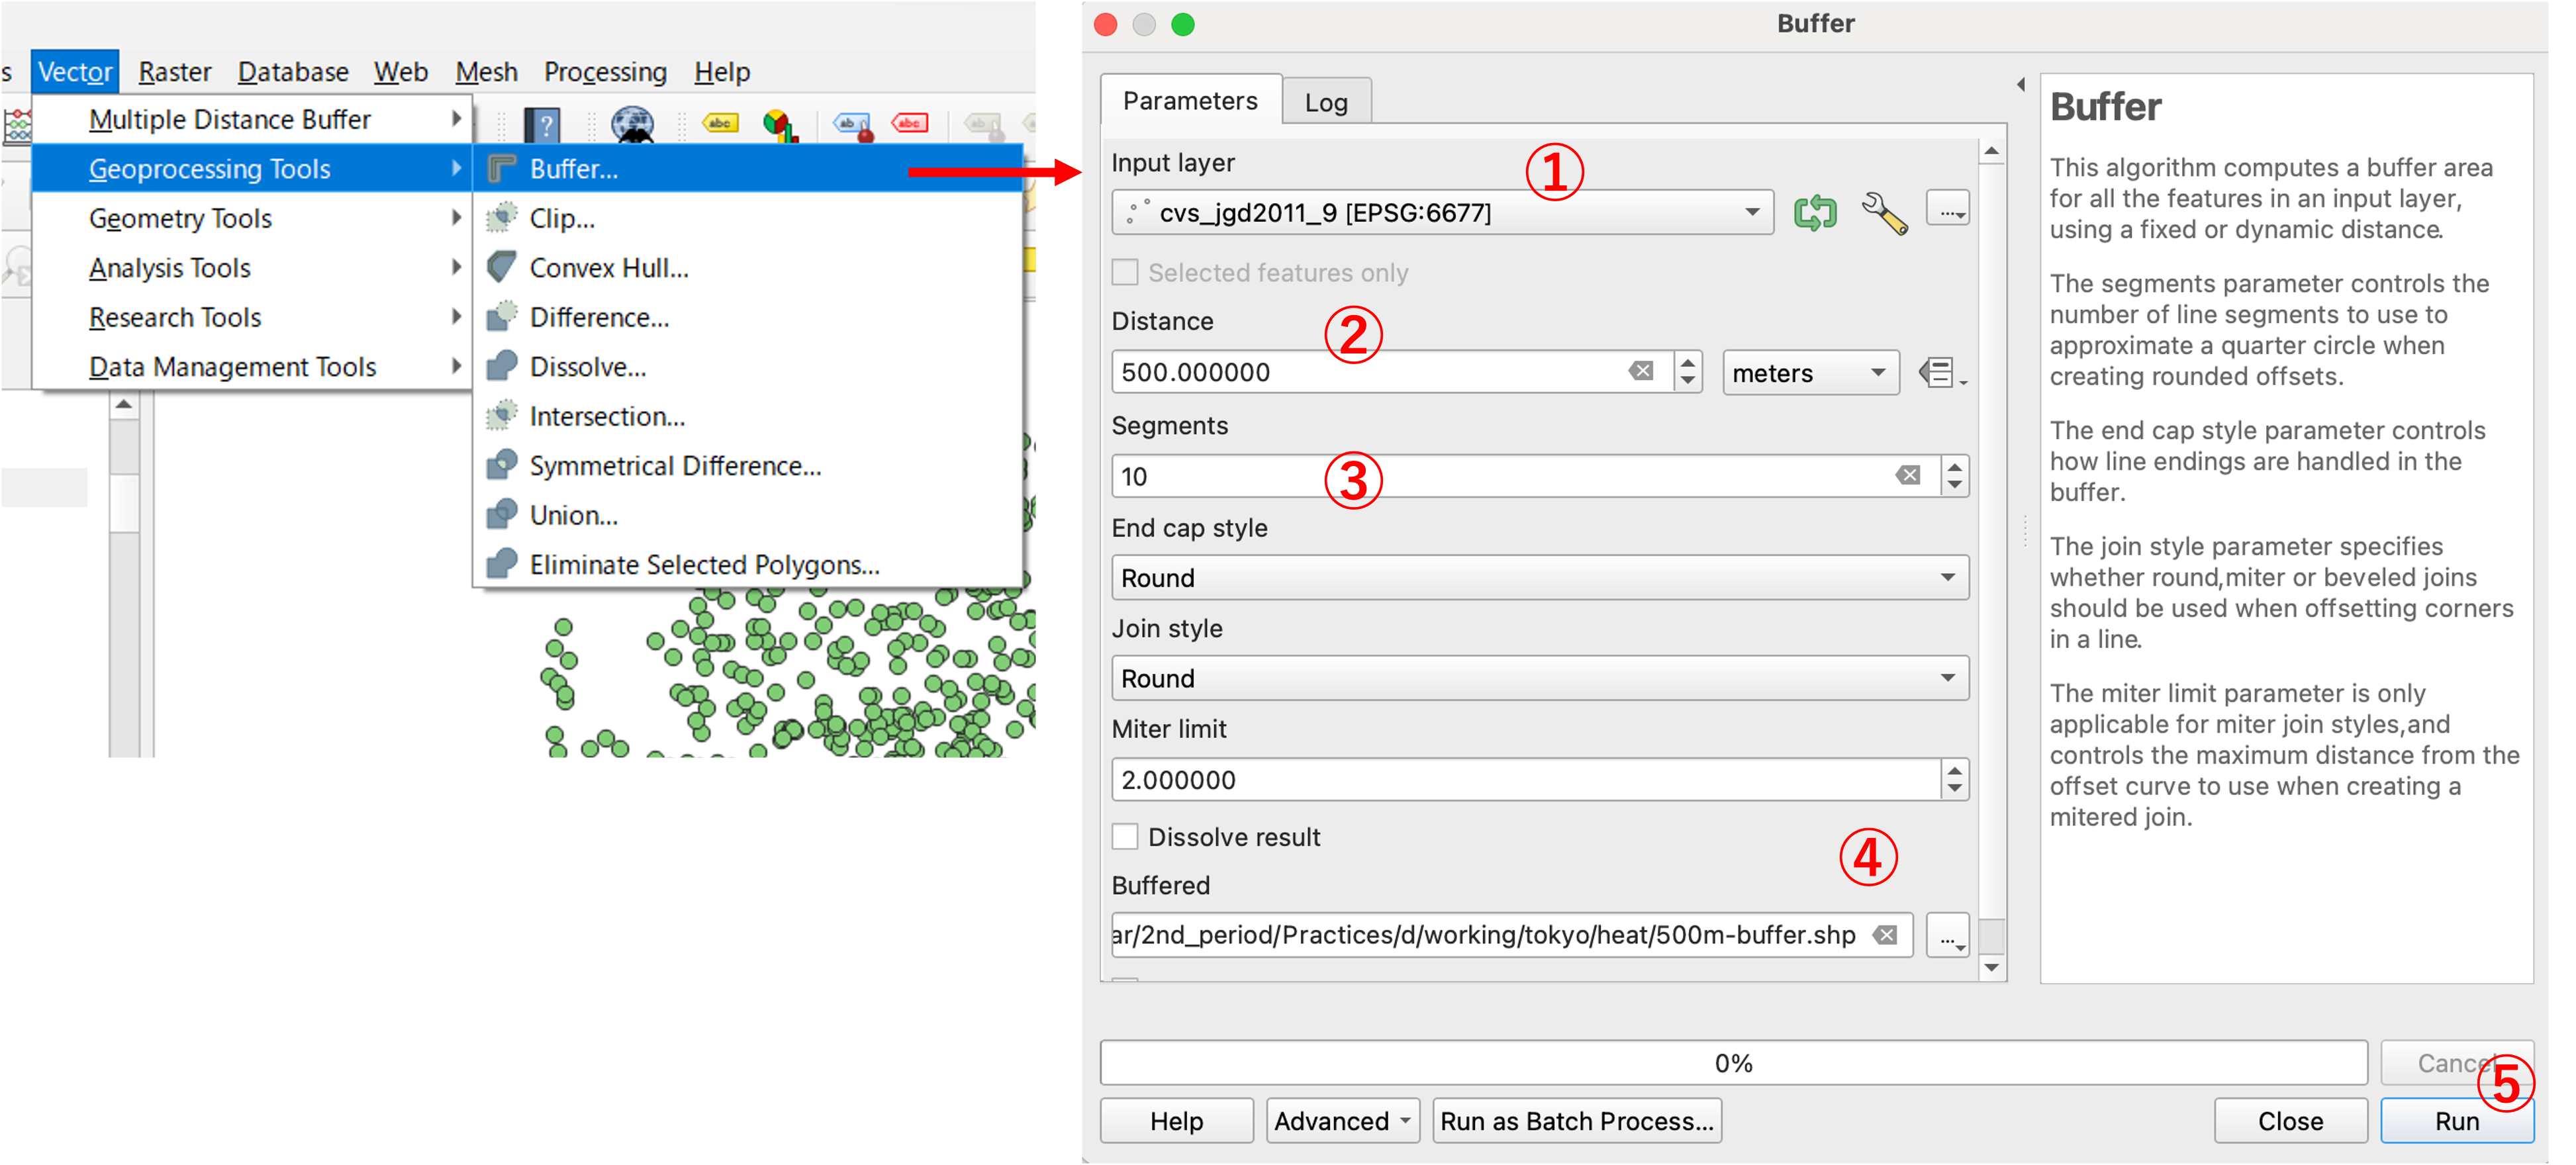 s Vector Raster Database Web Mesh Processing Help
Multiple Distance Buffer
Geoprocessing Tools
Geometry Tools
Analysis Tools
Research Tools
Data Management Tools
? abc ab abc ab
Buffer...
Clip...
Convex Hull...
Difference...
Dissolve...
Intersection...
Symmetrical Difference...
Union...
Eliminate Selected Polygons...
Buffer
Parameters Log
Input layer ①
cvs_jgd2011_9 [EPSG:6677] ...
Selected features only
Distance ②
500.000000 meters
Segments
10 ③
End cap style
Round
Join style
Round
Miter limit
2.000000
Dissolve result
④
Buffered
ar/2nd_period/Practices/d/working/tokyo/heat/500m-buffer.shp ...
Buffer
This algorithm computes a buffer area
for all the features in an input layer,
using a fixed or dynamic distance.
The segments parameter controls the
number of line segments to use to
approximate a quarter circle when
creating rounded offsets.
The end cap style parameter controls
how line endings are handled in the
buffer.
The join style parameter specifies
whether round,miter or beveled joins
should be used when offsetting corners
in a line.
The miter limit parameter is only
applicable for miter join styles,and
controls the maximum distance from the
offset curve to use when creating a
mitered join.
0% Cancel ⑤
Help Advanced Run as Batch Process... Close Run